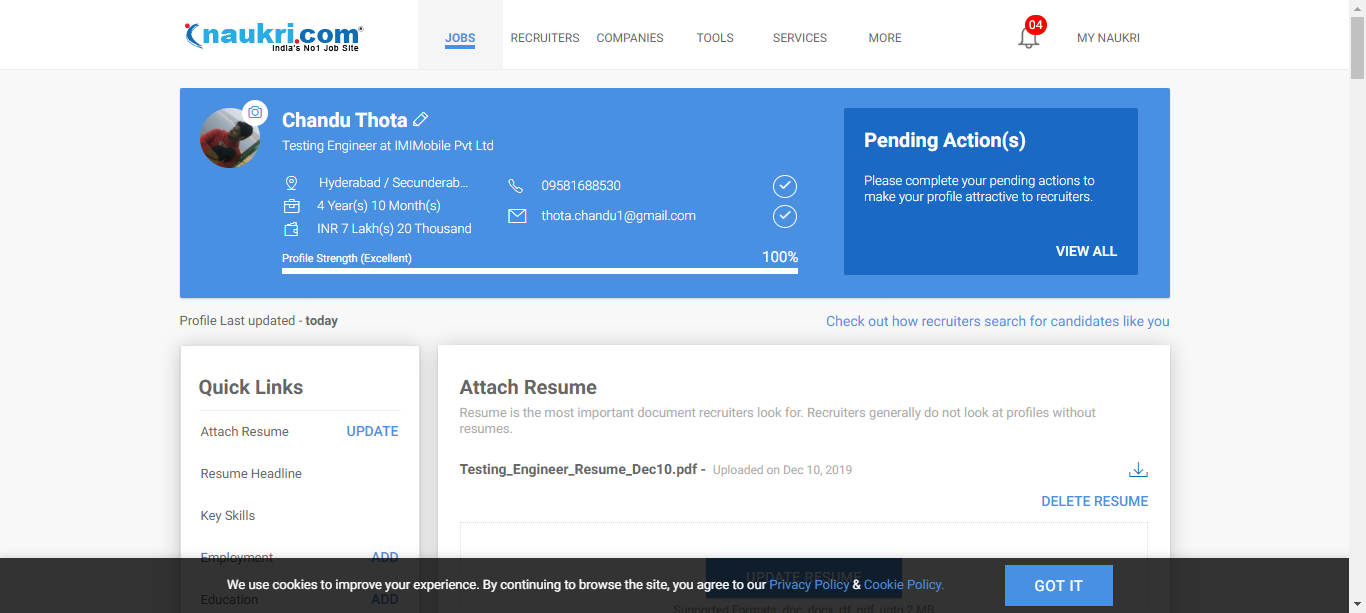 naukri.com
India's No1 Job Site
JOBS
RECRUITERS
COMPANIES
TOOLS
SERVICES
MORE
04
MY NAUKRI
Chandu Thota
Testing Engineer at IMIMobile Pvt Ltd
Hyderabad / Secunderab...
4 Year(s) 10 Month(s)
INR 7 Lakh(s) 20 Thousand
09581688530
thota.chandu1@gmail.com
Profile Strength (Excellent)
100%
Pending Action(s)
Please complete your pending actions to
make your profile attractive to recruiters.
VIEW ALL
Profile Last updated - today
Check out how recruiters search for candidates like you
Quick Links
Attach Resume UPDATE
Resume Headline
Key Skills
Employment ADD
Education ADD
Attach Resume
Resume is the most important document recruiters look for. Recruiters generally do not look at profiles without
resumes.
Testing_Engineer_Resume_Dec10.pdf - Uploaded on Dec 10, 2019
DELETE RESUME
UPDATE RESUME
Supported Formats: doc, docx, rtf, pdf, upto 2 MB
We use cookies to improve your experience. By continuing to browse the site, you agree to our Privacy Policy & Cookie Policy.
GOT IT